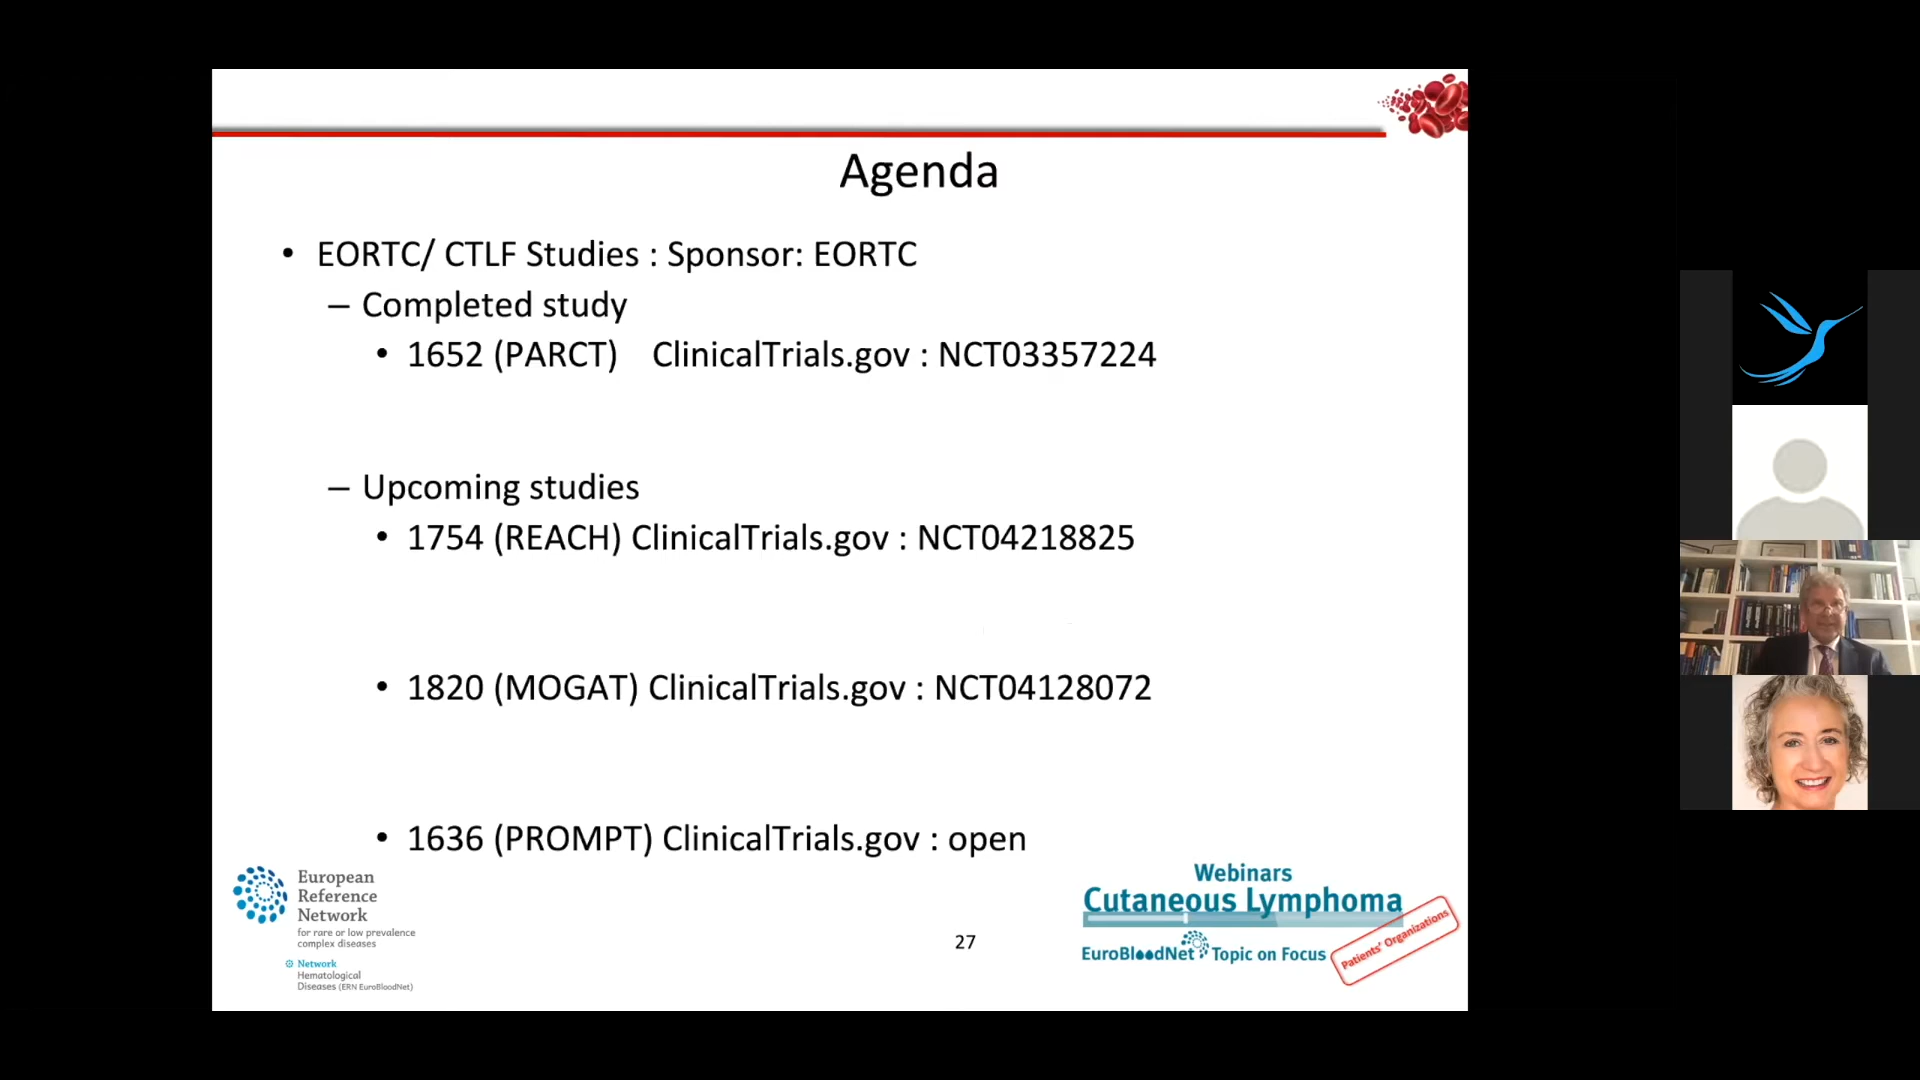 Agenda
• EORTC/ CTLF Studies : Sponsor: EORTC
– Completed study
• 1652 (PARCT) ClinicalTrials.gov : NCT03357224
– Upcoming studies
• 1754 (REACH) ClinicalTrials.gov : NCT04218825
• 1820 (MOGAT) ClinicalTrials.gov : NCT04128072
• 1636 (PROMPT) ClinicalTrials.gov : open
European
Reference
Network
for rare or low prevalence
complex diseases
Network
Hematological
Diseases (ERN EuroBloodNet)
27
Webinars
Cutaneous Lymphoma
EuroBloodNet Topic on Focus
Patients' Organizations